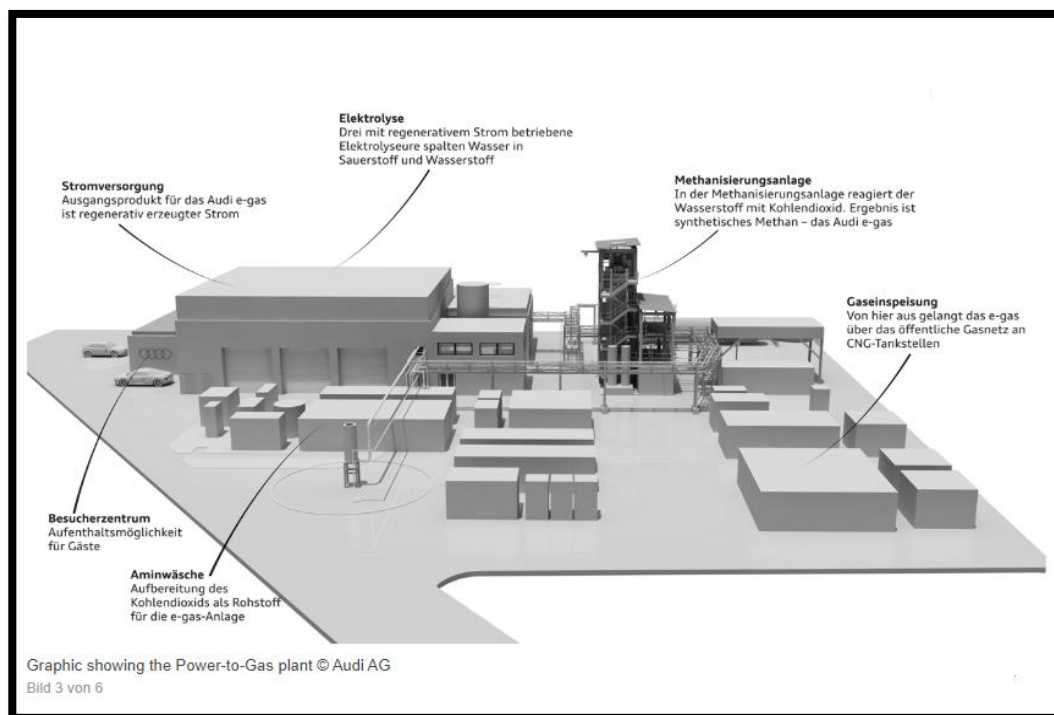 Elektrolyse
Drei mit regenerativem Strom betriebene
Elektrolyseure spalten Wasser in
Sauerstoff und Wasserstoff
Stromversorgung
Ausgangsprodukt für das Audi e-gas
ist regenerativ erzeugter Strom
Methanisierungsanlage
In der Methanisierungsanlage reagiert der
Wasserstoff mit Kohlendioxid. Ergebnis ist
synthetisches Methan – das Audi e-gas
Gaseinspeisung
Von hier aus gelangt das e-gas
über das öffentliche Gasnetz an
CNG-Tankstellen
Besucherzentrum
Aufenthaltsmöglichkeit
für Gäste
Aminwäsche
Aufbereitung des
Kohlendioxids als Rohstoff
für die e-gas-Anlage
Graphic showing the Power-to-Gas plant © Audi AG
Bild 3 von 6